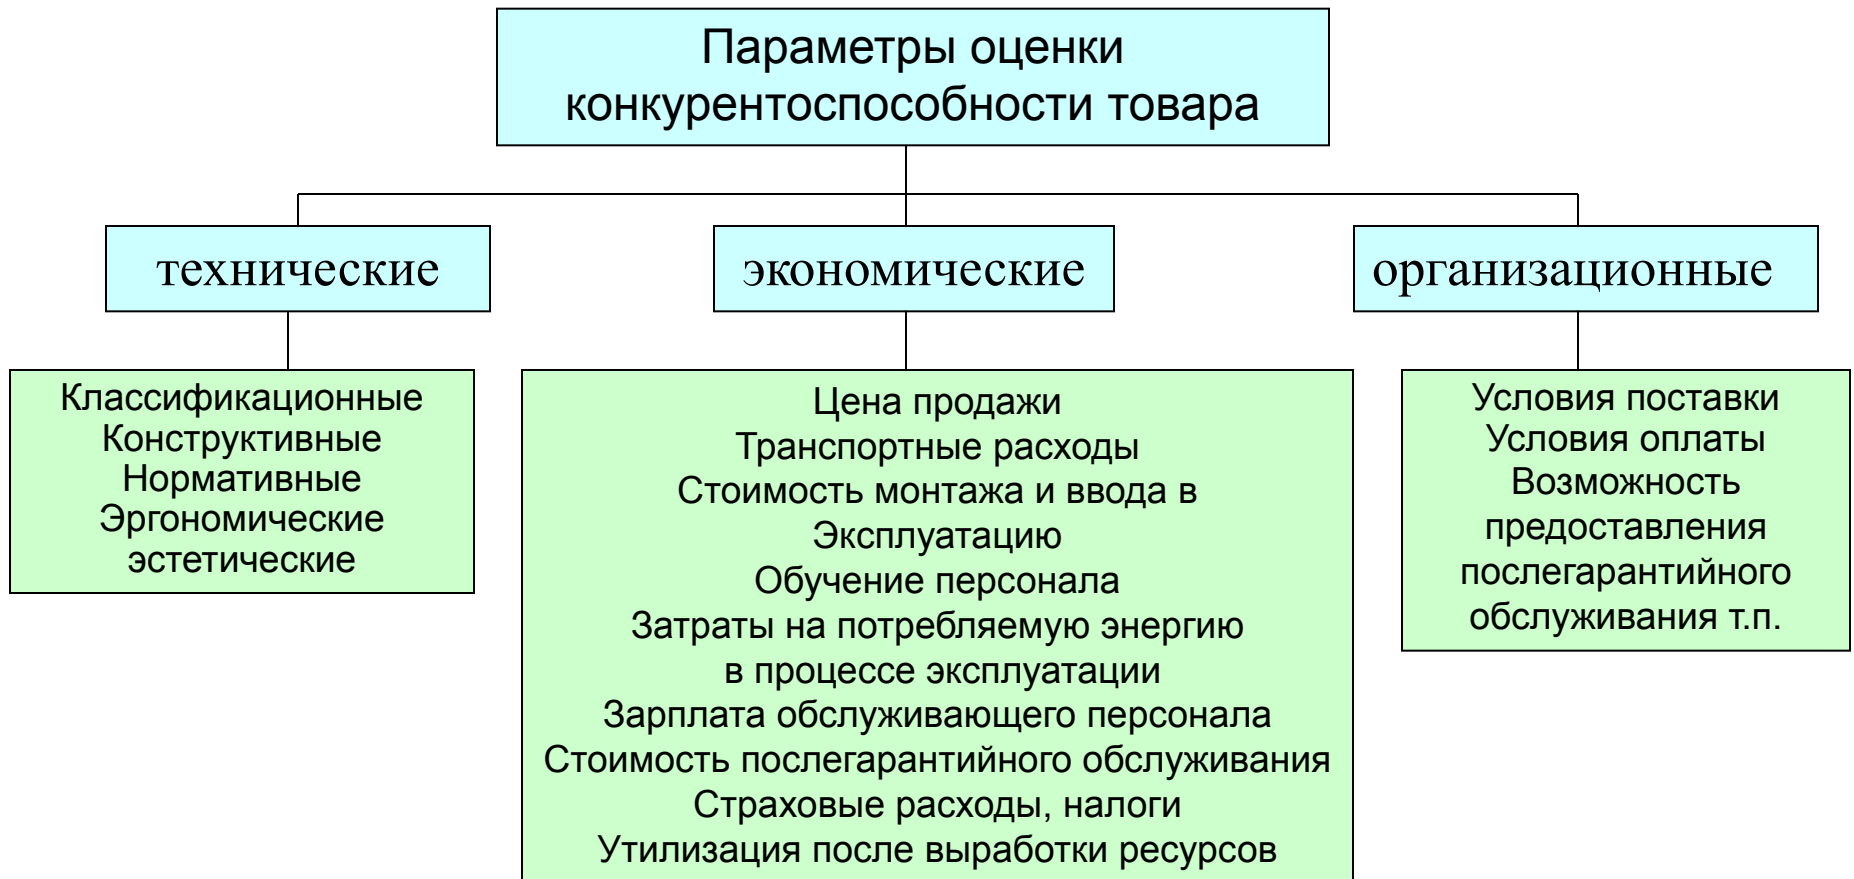 Параметры оценки
конкурентоспособности товара
технические
экономические
организационные
Классификационные
Конструктивные
Нормативные
Эргономические
эстетические
Цена продажи
Транспортные расходы
Стоимость монтажа и ввода в
Эксплуатацию
Обучение персонала
Затраты на потребляемую энергию
в процессе эксплуатации
Зарплата обслуживающего персонала
Стоимость послегарантийного обслуживания
Страховые расходы, налоги
Утилизация после выработки ресурсов
Условия поставки
Условия оплаты
Возможность
предоставления
послегарантийного
обслуживания т.п.